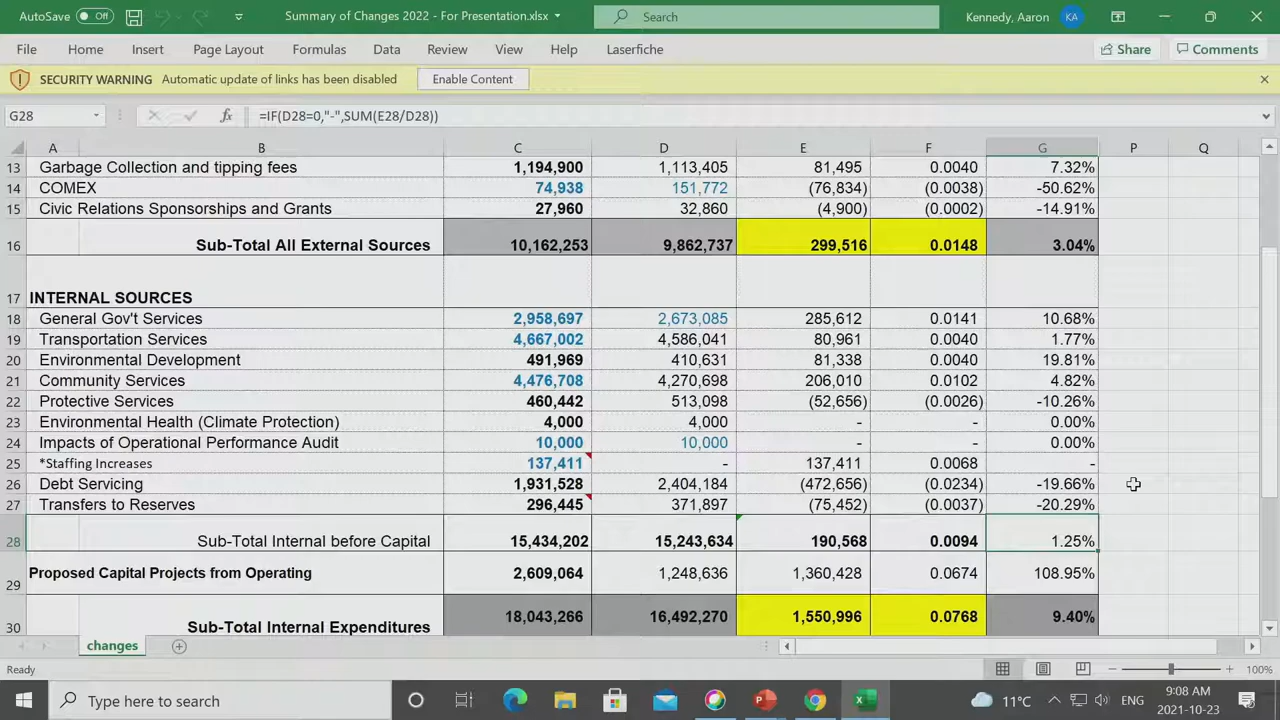 AutoSave Off Summary of Changes 2022 - For Presentation.xlsx Search Kennedy, Aaron KA
File Home Insert Page Layout Formulas Data Review View Help Laserfiche Share Comments
SECURITY WARNING Automatic update of links has been disabled Enable Content
G28 fx =IF(D28=0,"-",SUM(E28/D28))
A B C D E F G P Q
13 Garbage Collection and tipping fees 1,194,900 1,113,405 81,495 0.0040 7.32%
14 COMEX 74,938 151,772 (76,834) (0.0038) -50.62%
15 Civic Relations Sponsorships and Grants 27,960 32,860 (4,900) (0.0002) -14.91%
16 Sub-Total All External Sources 10,162,253 9,862,737 299,516 0.0148 3.04%
17 INTERNAL SOURCES
18 General Gov't Services 2,958,697 2,673,085 285,612 0.0141 10.68%
19 Transportation Services 4,667,002 4,586,041 80,961 0.0040 1.77%
20 Environmental Development 491,969 410,631 81,338 0.0040 19.81%
21 Community Services 4,476,708 4,270,698 206,010 0.0102 4.82%
22 Protective Services 460,442 513,098 (52,656) (0.0026) -10.26%
23 Environmental Health (Climate Protection) 4,000 4,000 - - 0.00%
24 Impacts of Operational Performance Audit 10,000 10,000 - - 0.00%
25 *Staffing Increases 137,411 - 137,411 0.0068 -
26 Debt Servicing 1,931,528 2,404,184 (472,656) (0.0234) -19.66%
27 Transfers to Reserves 296,445 371,897 (75,452) (0.0037) -20.29%
28 Sub-Total Internal before Capital 15,434,202 15,243,634 190,568 0.0094 1.25%
29 Proposed Capital Projects from Operating 2,609,064 1,248,636 1,360,428 0.0674 108.95%
30 Sub-Total Internal Expenditures 18,043,266 16,492,270 1,550,996 0.0768 9.40%
changes
Ready 100%
Type here to search 11°C ENG 9:08 AM
2021-10-23